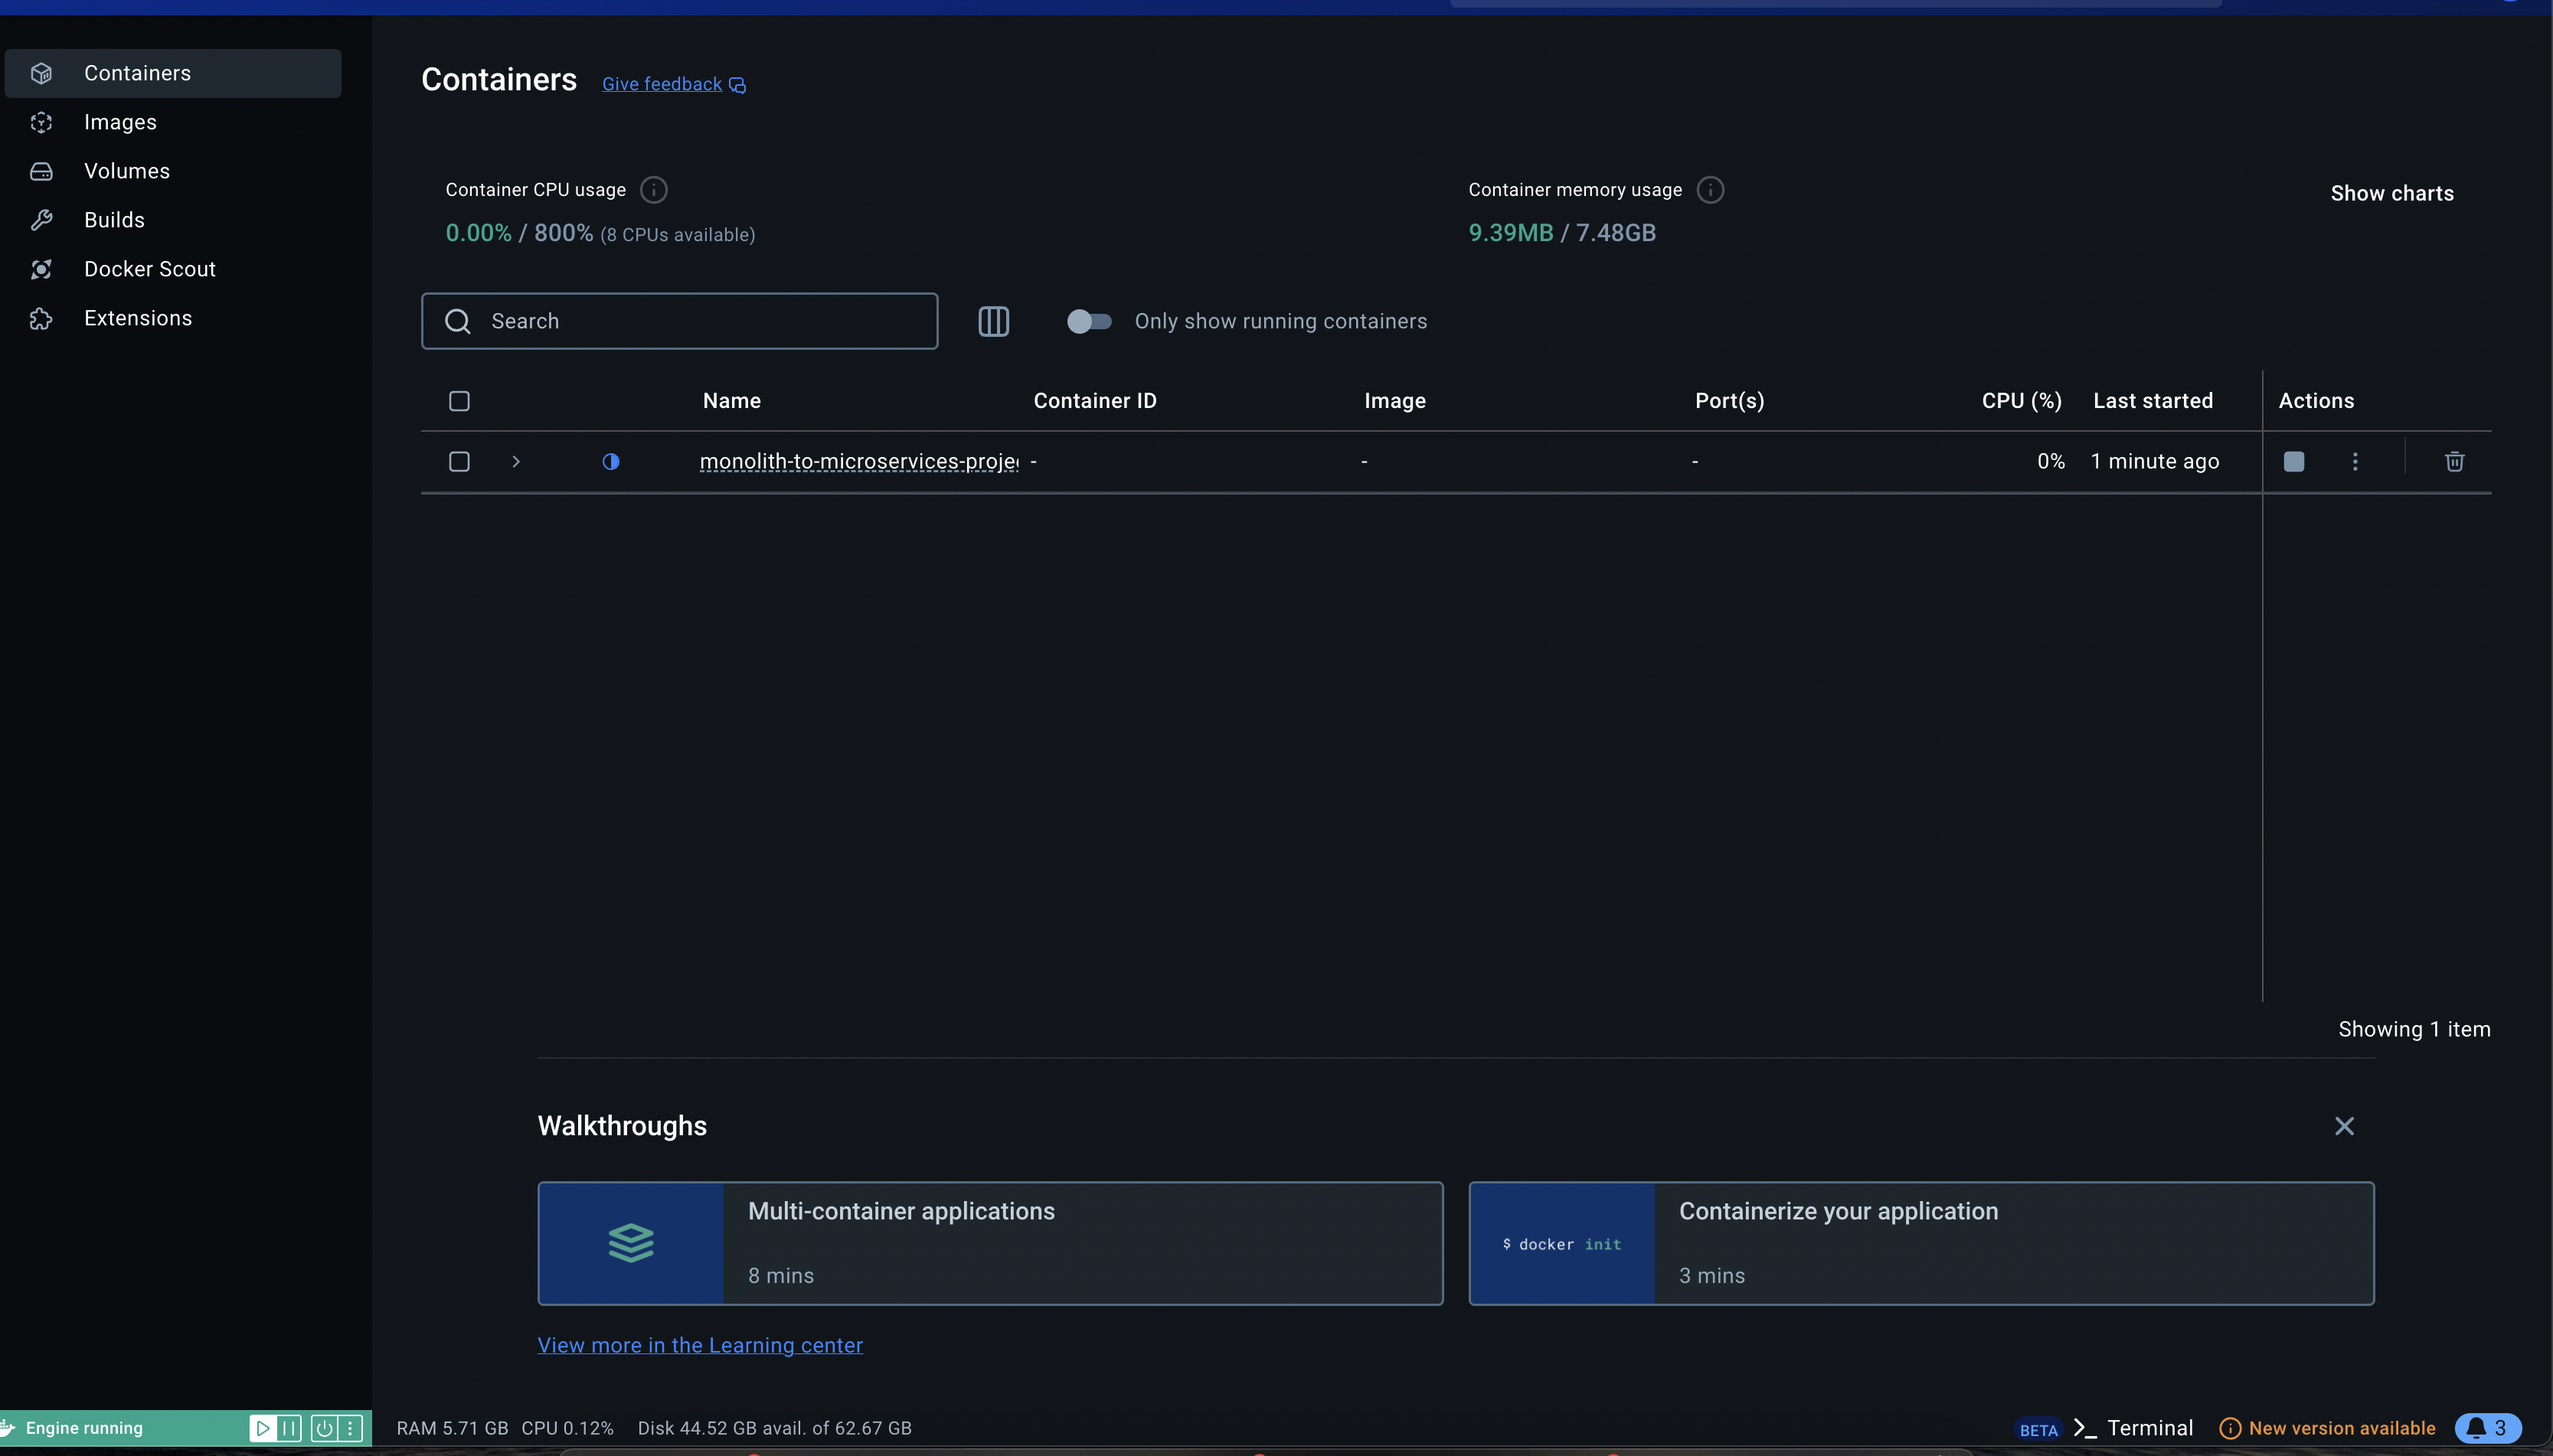 Containers
Images
Volumes
Builds
Docker Scout
Extensions
Containers Give feedback
Container CPU usage
0.00% / 800% (8 CPUs available)
Container memory usage
9.39MB / 7.48GB
Show charts
Search
Only show running containers
Name Container ID Image Port(s) CPU (%) Last started Actions
monolith-to-microservices-proje - - - 0% 1 minute ago
Showing 1 item
Walkthroughs
Multi-container applications
8 mins
$ docker init
Containerize your application
3 mins
View more in the Learning center
Engine running RAM 5.71 GB CPU 0.12% Disk 44.52 GB avail. of 62.67 GB BETA Terminal New version available 3